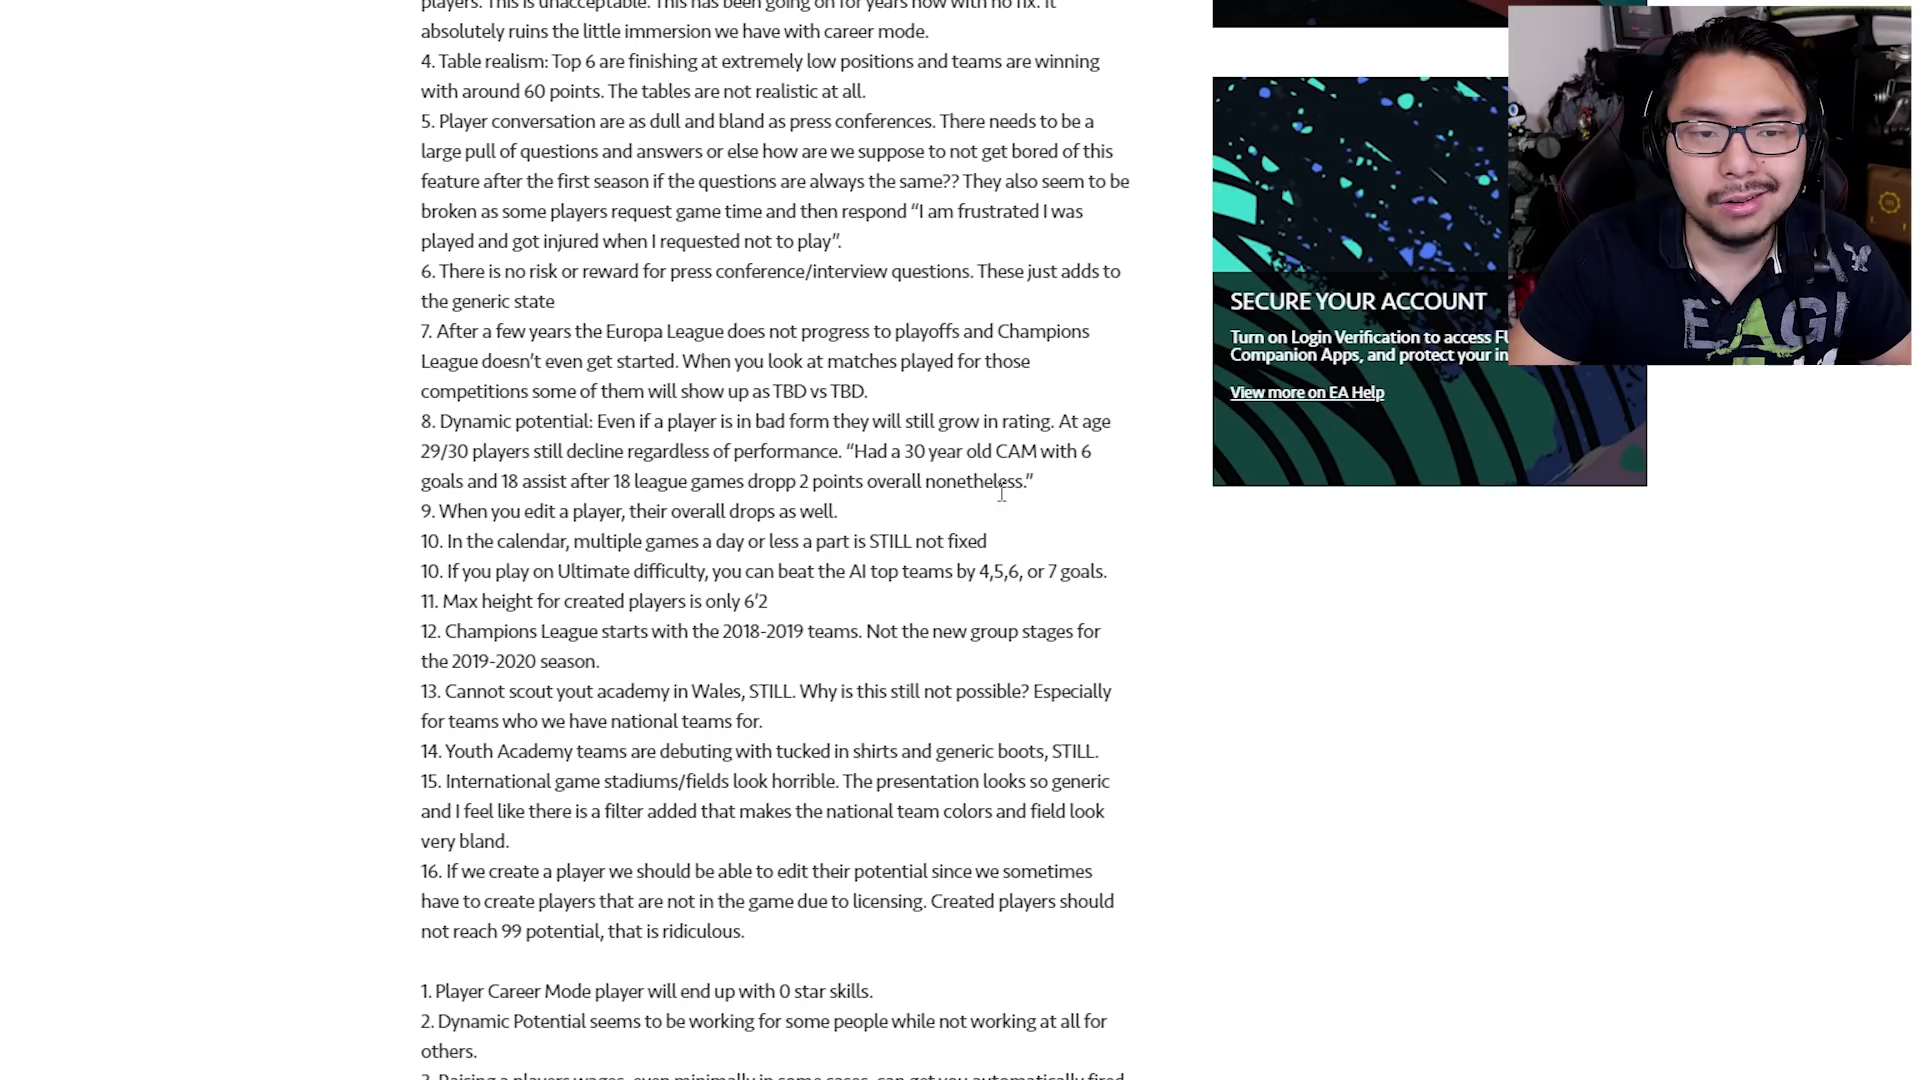 players. This is unacceptable. This has been going on for years now with no fix. It
absolutely ruins the little immersion we have with career mode.
4. Table realism: Top 6 are finishing at extremely low positions and teams are winning
with around 60 points. The tables are not realistic at all.
5. Player conversation are as dull and bland as press conferences. There needs to be a
large pull of questions and answers or else how are we suppose to not get bored of this
feature after the first season if the questions are always the same?? They also seem to be
broken as some players request game time and then respond “I am frustrated I was
played and got injured when I requested not to play”.
6. There is no risk or reward for press conference/interview questions. These just adds to
the generic state
7. After a few years the Europa League does not progress to playoffs and Champions
League doesn’t even get started. When you look at matches played for those
competitions some of them will show up as TBD vs TBD.
8. Dynamic potential: Even if a player is in bad form they will still grow in rating. At age
29/30 players still decline regardless of performance. “Had a 30 year old CAM with 6
goals and 18 assist after 18 league games dropp 2 points overall nonetheless.”
9. When you edit a player, their overall drops as well.
10. In the calendar, multiple games a day or less a part is STILL not fixed
10. If you play on Ultimate difficulty, you can beat the AI top teams by 4,5,6, or 7 goals.
11. Max height for created players is only 6’2
12. Champions League starts with the 2018-2019 teams. Not the new group stages for
the 2019-2020 season.
13. Cannot scout yout academy in Wales, STILL. Why is this still not possible? Especially
for teams who we have national teams for.
14. Youth Academy teams are debuting with tucked in shirts and generic boots, STILL.
15. International game stadiums/fields look horrible. The presentation looks so generic
and I feel like there is a filter added that makes the national team colors and field look
very bland.
16. If we create a player we should be able to edit their potential since we sometimes
have to create players that are not in the game due to licensing. Created players should
not reach 99 potential, that is ridiculous.
1. Player Career Mode player will end up with 0 star skills.
2. Dynamic Potential seems to be working for some people while not working at all for
others.
3. Raising a players wages, even minimally in some cases, can get you automatically fired
SECURE YOUR ACCOUNT
Turn on Login Verification to access
Companion Apps, and protect your
View more on EA Help
EAG